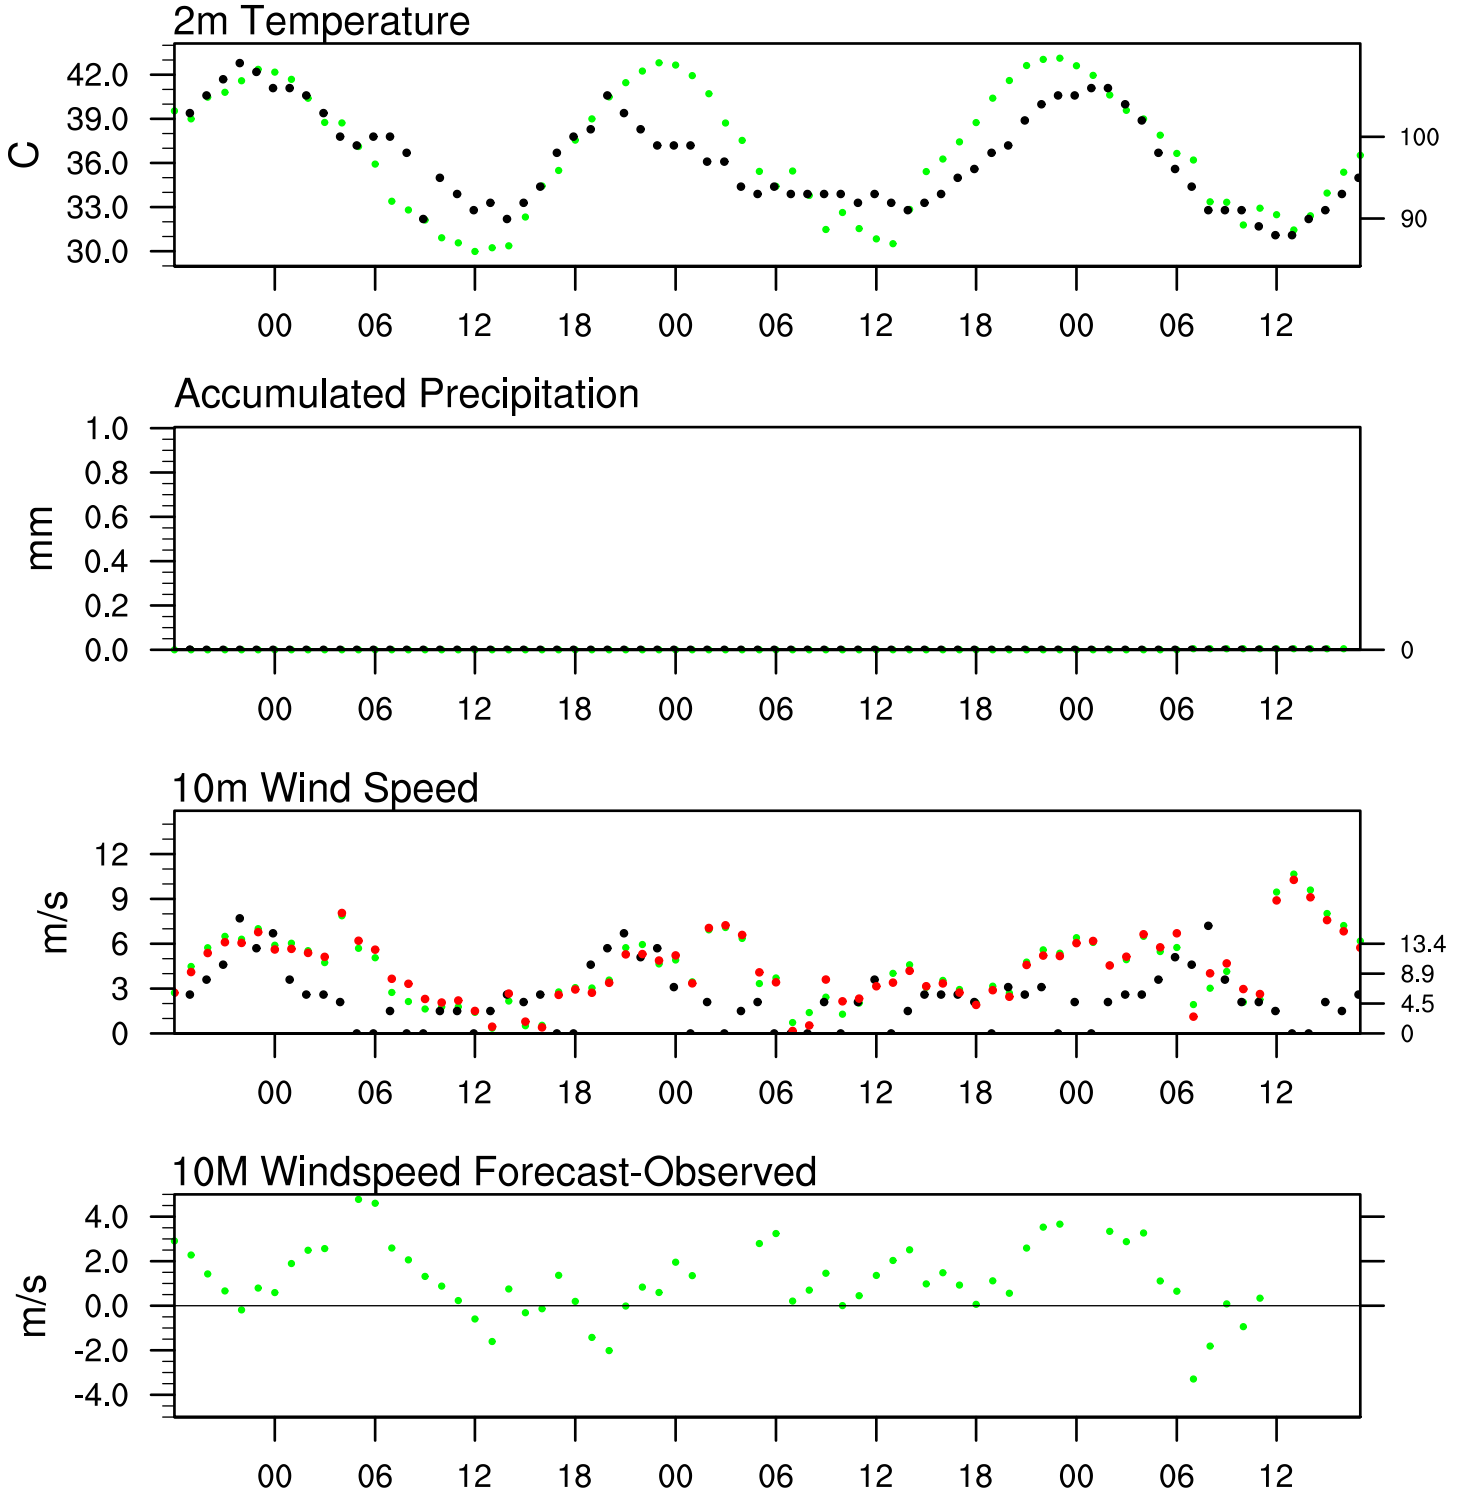 2m Temperature
42.0
39.0
36.0
33.0
30.0
C
100
90
00 06 12 18 00 06 12 18 00 06 12
Accumulated Precipitation
1.0
0.8
0.6
0.4
0.2
0.0
mm
0
00 06 12 18 00 06 12 18 00 06 12
10m Wind Speed
12
9
6
3
0
m/s
13.4
8.9
4.5
0
00 06 12 18 00 06 12 18 00 06 12
10M Windspeed Forecast-Observed
4.0
2.0
0.0
-2.0
-4.0
m/s
00 06 12 18 00 06 12 18 00 06 12